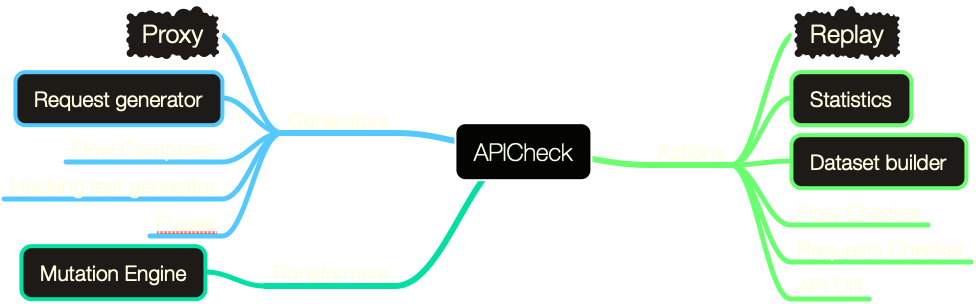 Proxy
Request generator
Generators
Flow Composer
Hacking test generator
Fuzzer
Mutation Engine
Transformers
APICheck
Actions
Replay
Statistics
Dataset builder
Flow Checker
Requests Checker
API Diff